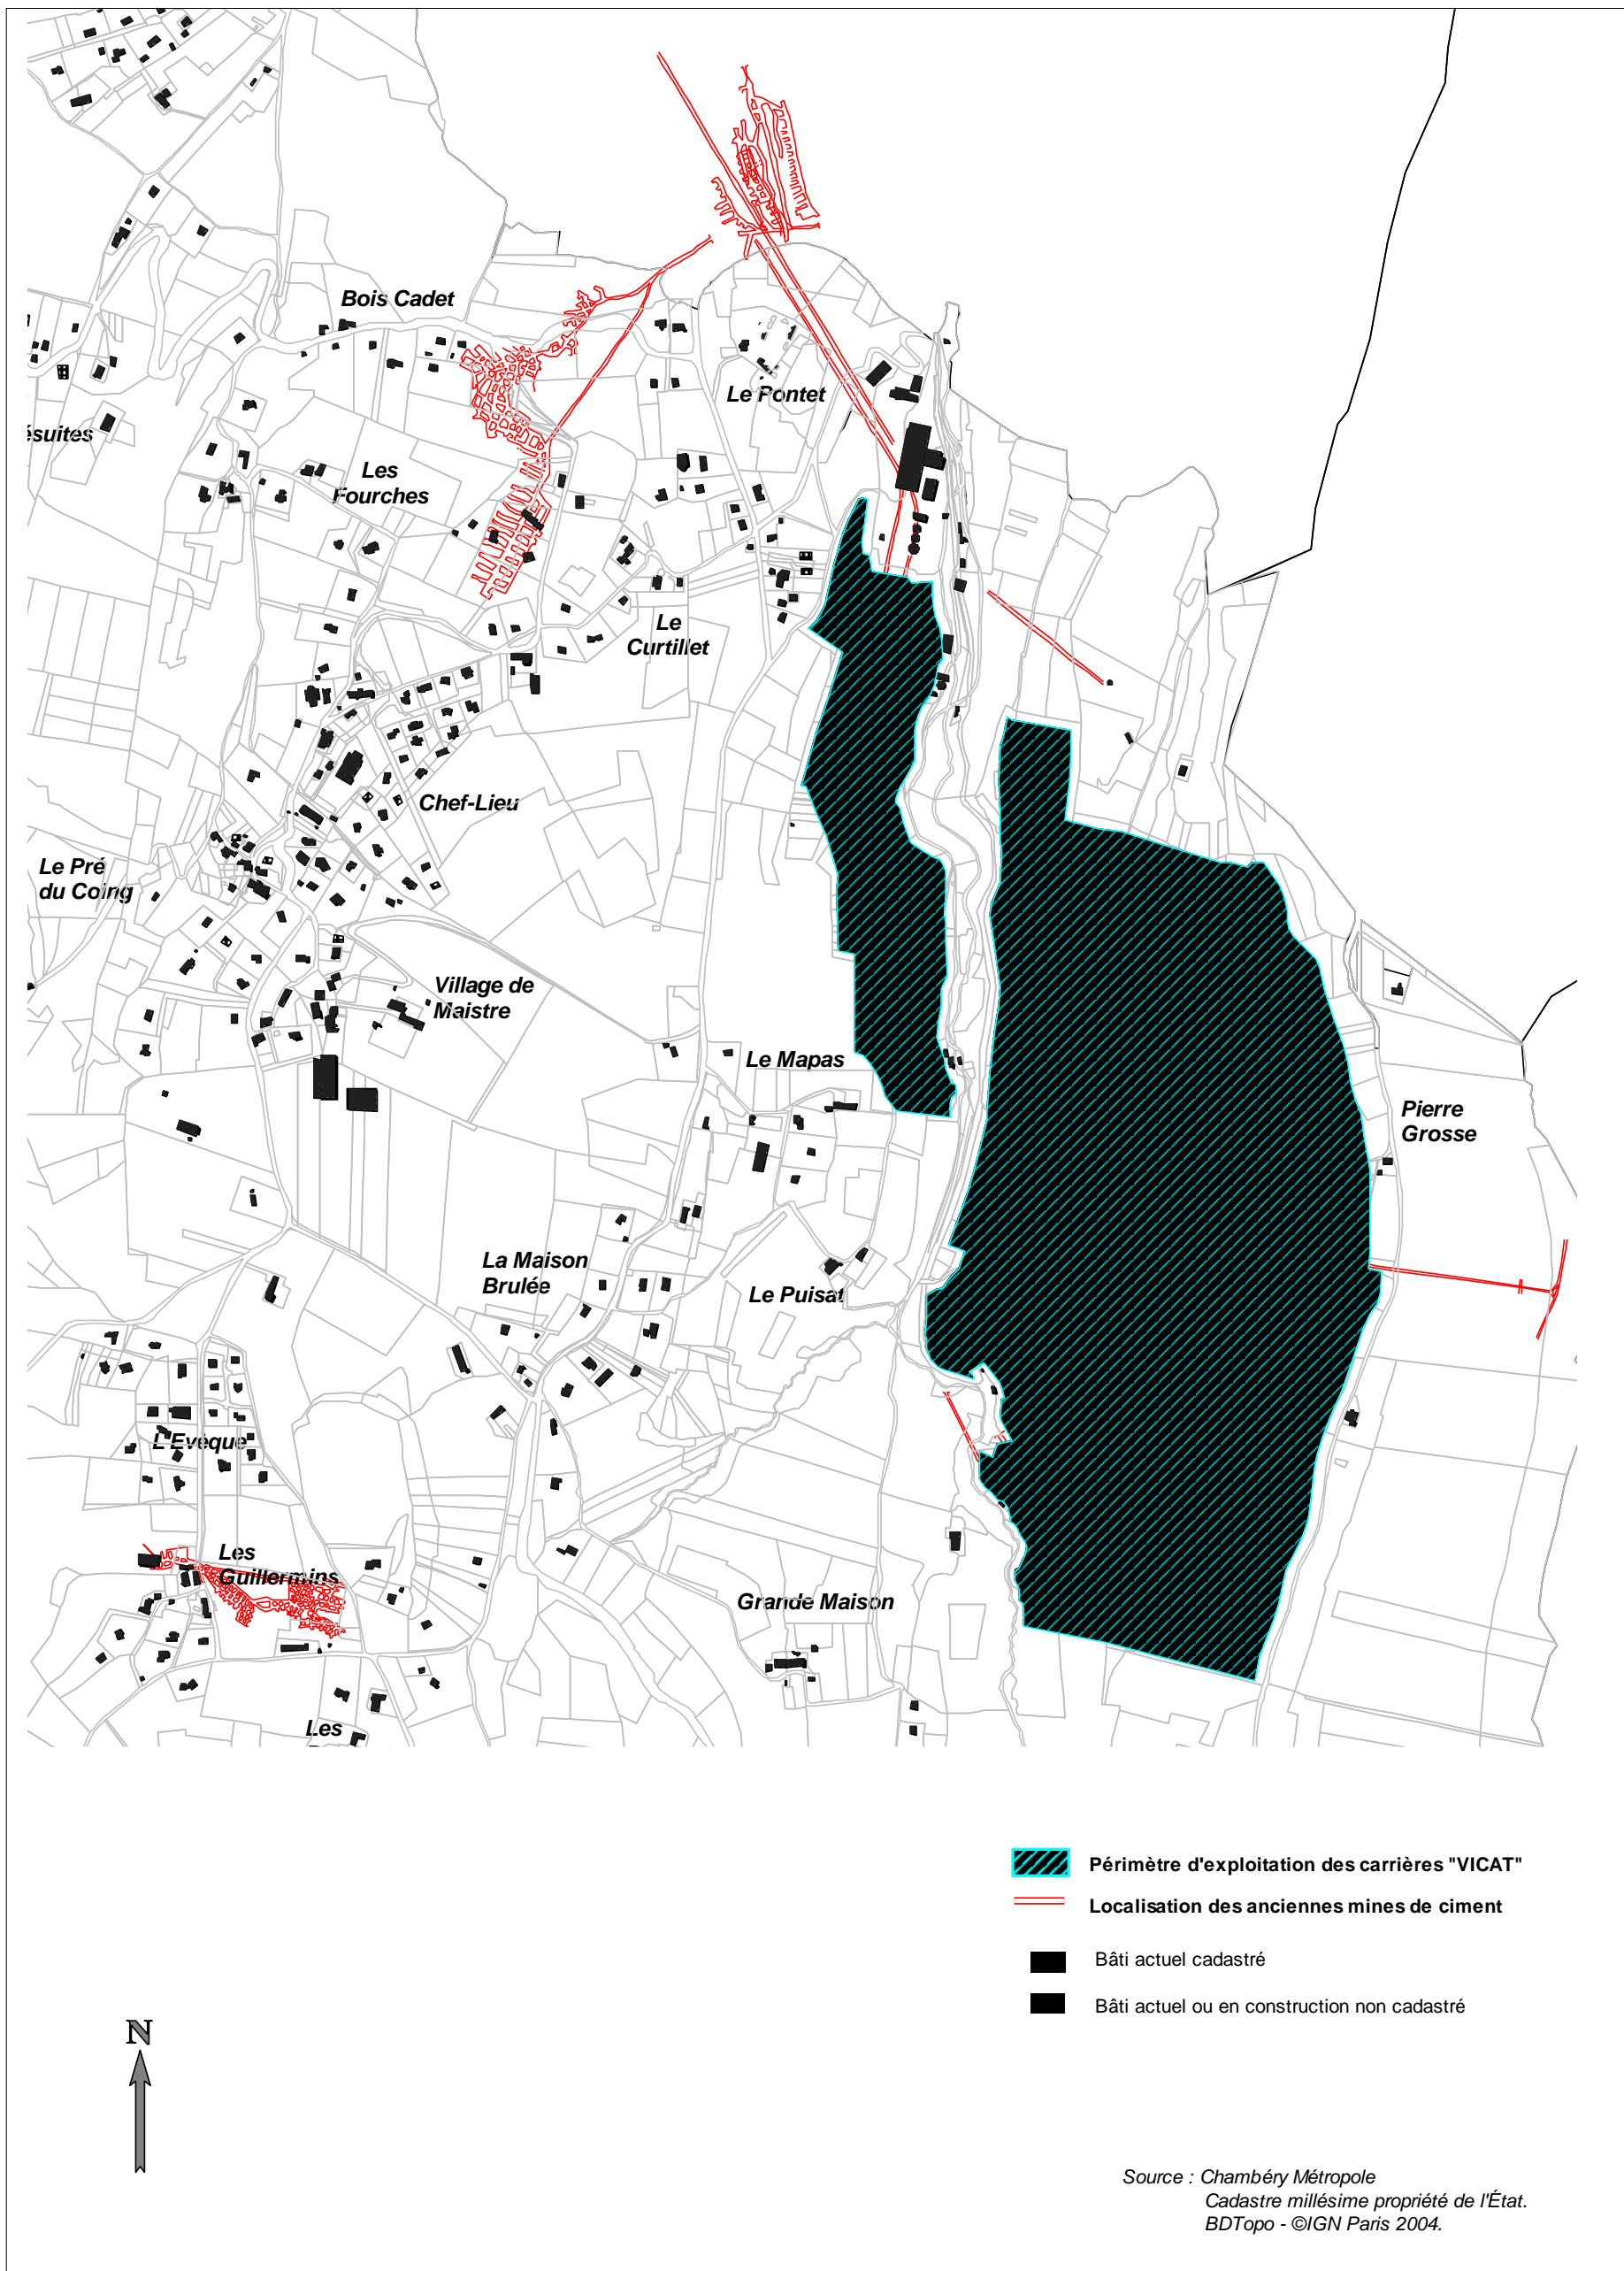 Bois Cadet
Le Pontet
ésuites
Les
Fourches
Le
Curtillet
Chef-Lieu
Le Pré
du Coing
Village de
Maistre
Le Mapas
Pierre
Grosse
La Maison
Brulée
Le Puisat
L'Evêque
Les
Guillermins
Grande Maison
Les
Périmètre d'exploitation des carrières "VICAT"
Localisation des anciennes mines de ciment
Bâti actuel cadastré
Bâti actuel ou en construction non cadastré
N
Source : Chambéry Métropole
Cadastre millésime propriété de l'État.
BDTopo - ©IGN Paris 2004.